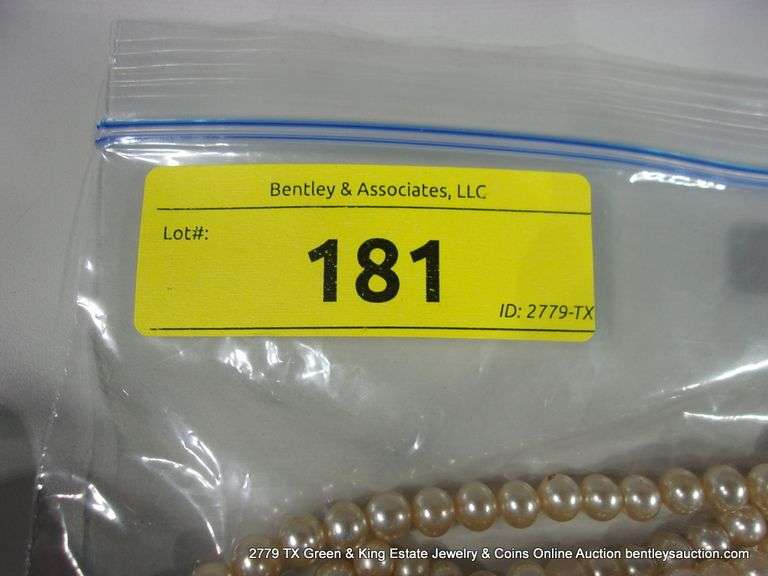 Bentley & Associates, LLC
Lot#:
181
ID: 2779-TX
2779 TX Green & King Estate Jewelry & Coins Online Auction bentleysauction.com